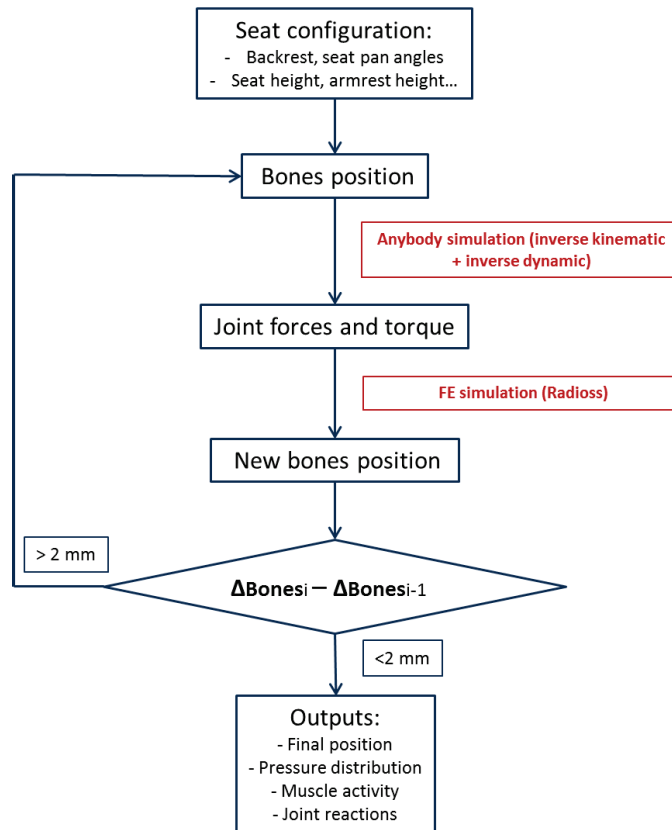 Seat configuration:
- Backrest, seat pan angles
- Seat height, armrest height...
Bones position
Anybody simulation (inverse kinematic
+ inverse dynamic)
Joint forces and torque
FE simulation (Radioss)
New bones position
> 2 mm
ΔBonesi – ΔBonesi-1
<2 mm
Outputs:
- Final position
- Pressure distribution
- Muscle activity
- Joint reactions